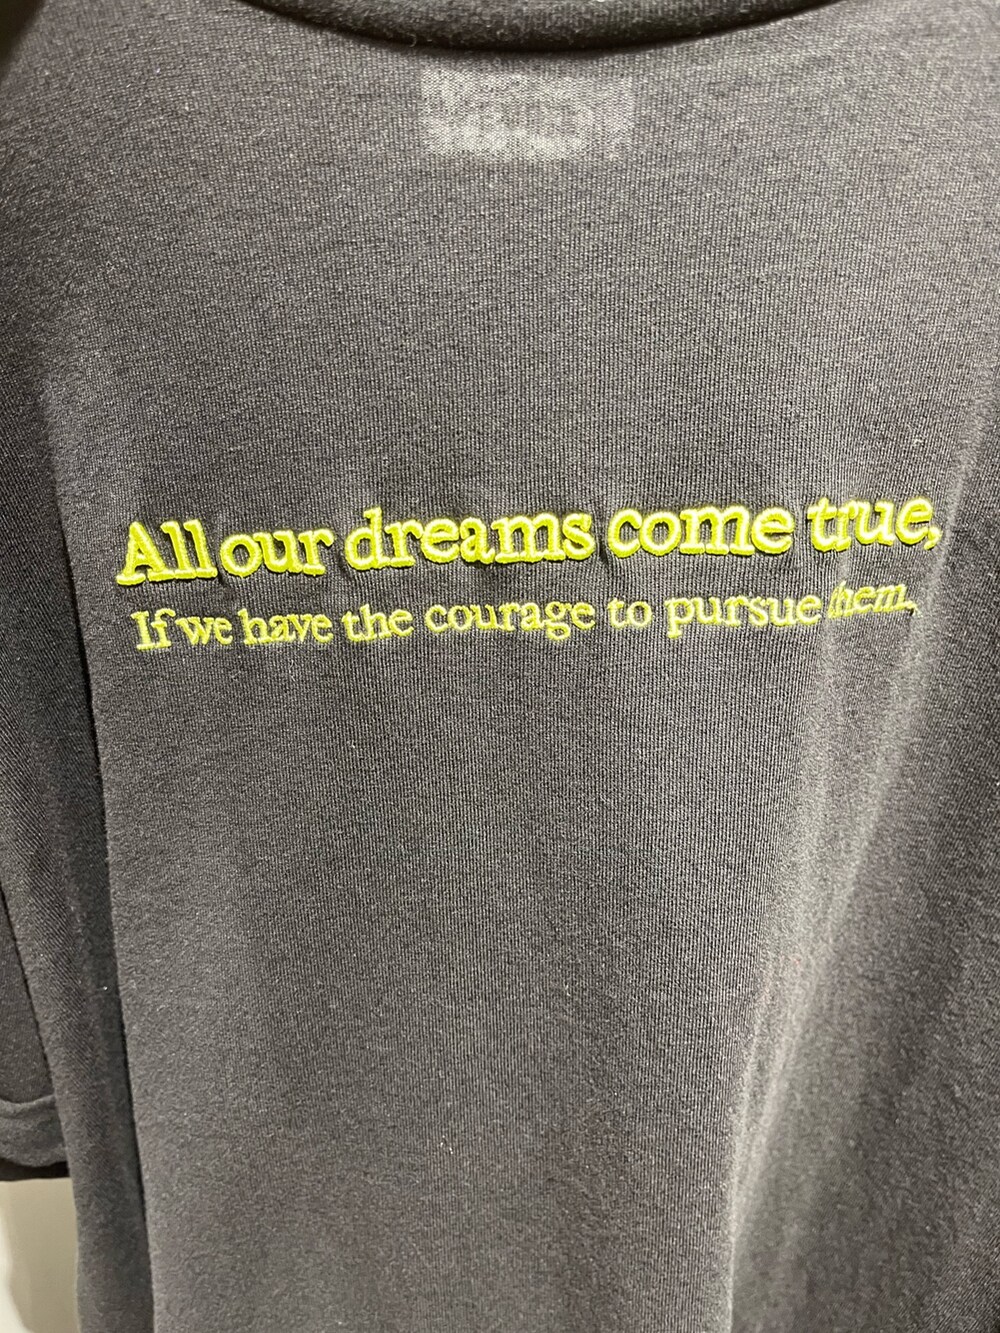 All our dreams come true,
If we have the courage to pursue them.